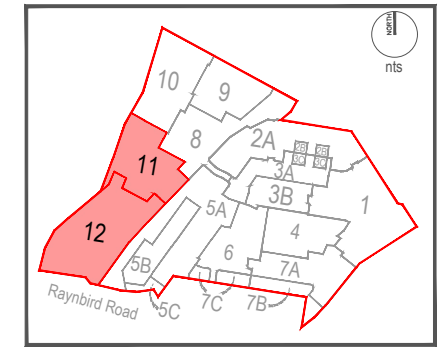 NORTH
nts
10
9
8
2A
2B
2B
3C
3C
11
3A
3B
1
5A
4
12
6
5B
7A
Raynbird Road
5C
7C
7B